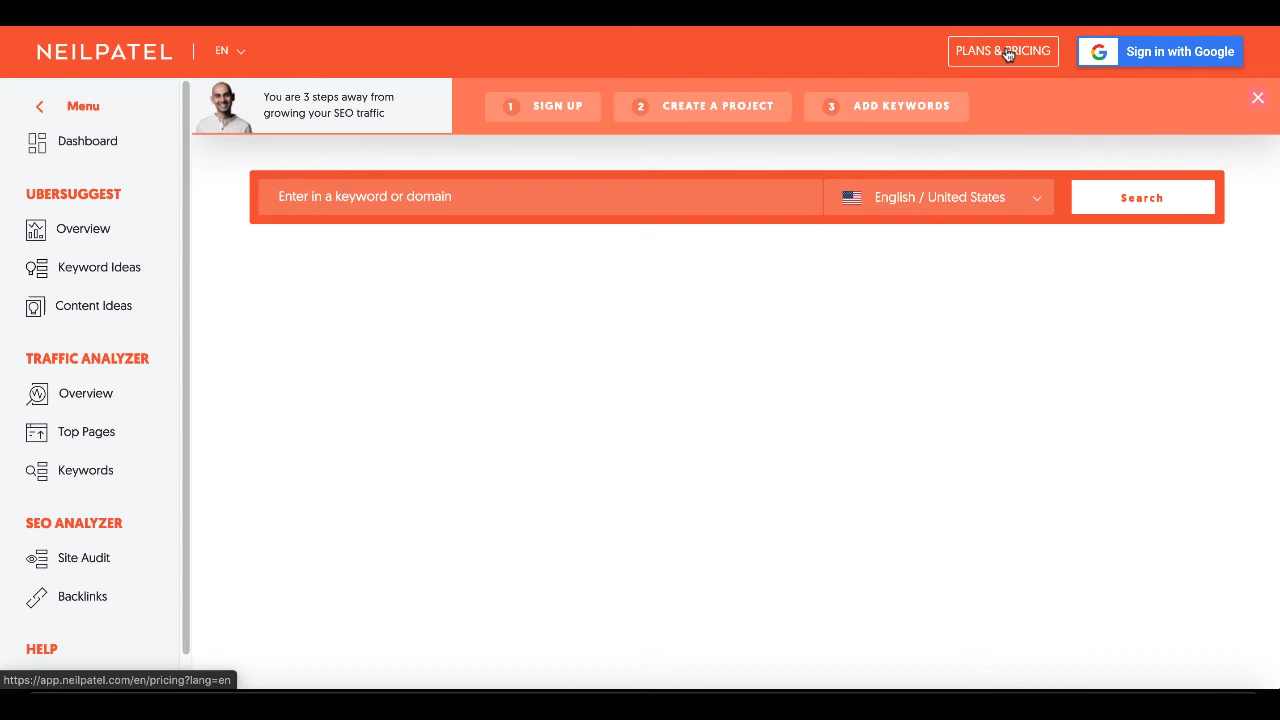 NEILPATEL
EN
PLANS & PRICING
Sign in with Google
Menu
You are 3 steps away from
growing your SEO traffic
1 SIGN UP
2 CREATE A PROJECT
3 ADD KEYWORDS
Dashboard
UBERSUGGEST
Overview
Keyword Ideas
Content Ideas
TRAFFIC ANALYZER
Overview
Top Pages
Keywords
SEO ANALYZER
Site Audit
Backlinks
HELP
Enter in a keyword or domain
English / United States
Search
https://app.neilpatel.com/en/pricing?lang=en